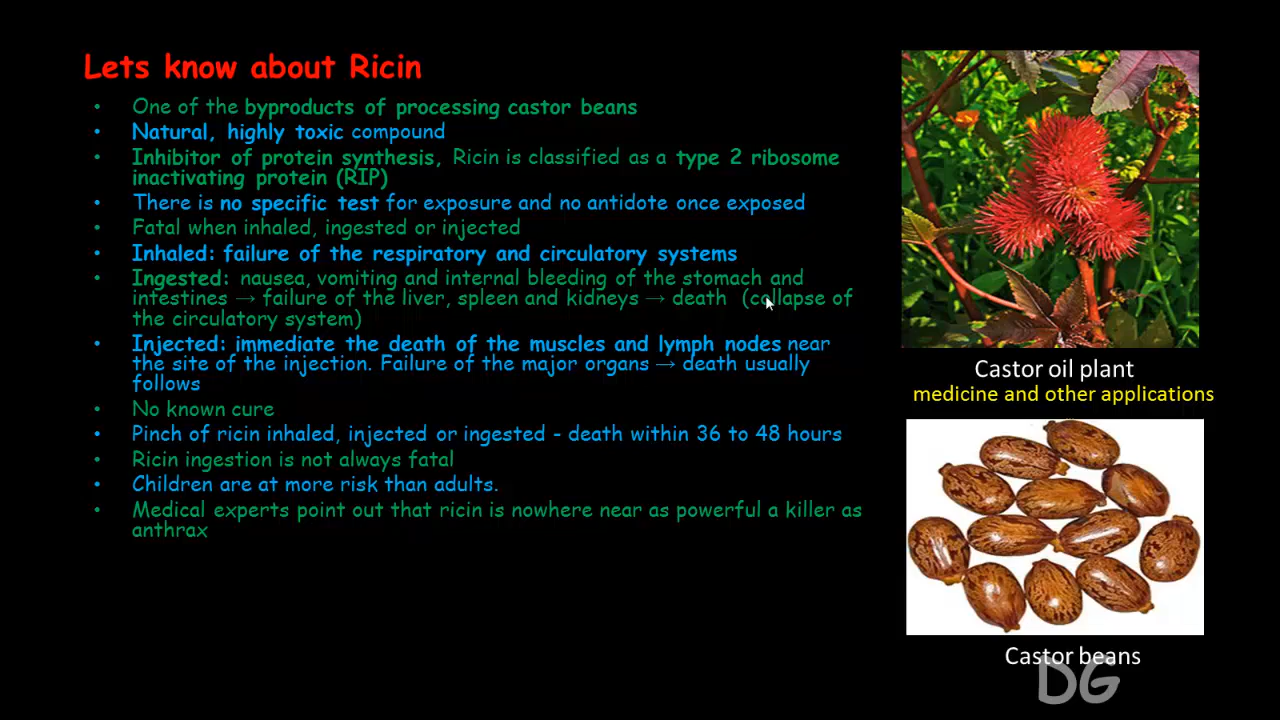 Lets know about Ricin
• One of the byproducts of processing castor beans
• Natural, highly toxic compound
• Inhibitor of protein synthesis, Ricin is classified as a type 2 ribosome
inactivating protein (RIP)
• There is no specific test for exposure and no antidote once exposed
• Fatal when inhaled, ingested or injected
• Inhaled: failure of the respiratory and circulatory systems
• Ingested: nausea, vomiting and internal bleeding of the stomach and
intestines → failure of the liver, spleen and kidneys → death (collapse of
the circulatory system)
• Injected: immediate the death of the muscles and lymph nodes near
the site of the injection. Failure of the major organs → death usually
follows
• No known cure
• Pinch of ricin inhaled, injected or ingested - death within 36 to 48 hours
• Ricin ingestion is not always fatal
• Children are at more risk than adults.
• Medical experts point out that ricin is nowhere near as powerful a killer as
anthrax
Castor oil plant
medicine and other applications
Castor beans
DG